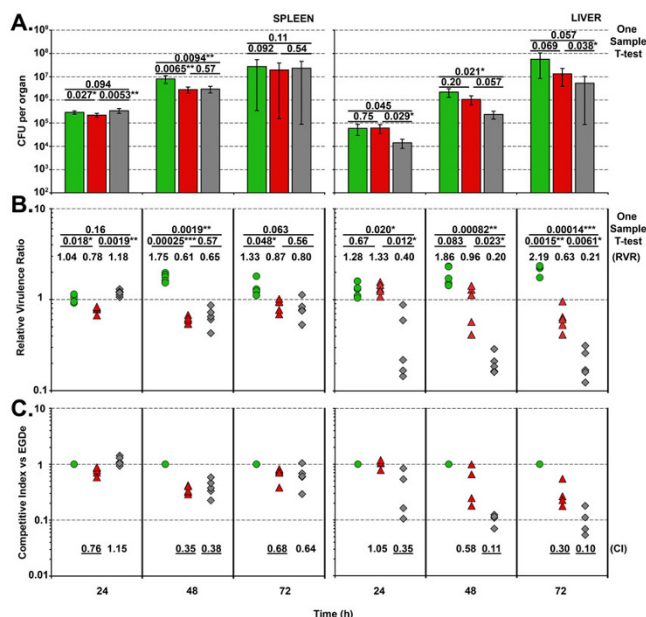 A.
SPLEEN
LIVER
One
Sample
T-test
CFU per organ
10⁹
10⁸
10⁷
10⁶
10⁵
10⁴
10³
10²
0.094
0.027* 0.0053**
0.0094**
0.0065** 0.57
0.11
0.092 0.54
0.045
0.75 0.029*
0.021*
0.20 0.057
0.057
0.069 0.038*
B.
One
Sample
T-test
(RVR)
Relative Virulence Ratio
10
1
0.1
0.16
0.018* 0.0019**
1.04 0.78 1.18
0.0019**
0.00025*** 0.57
1.75 0.61 0.65
0.063
0.048* 0.56
1.33 0.87 0.80
0.020*
0.67 0.012*
1.28 1.33 0.40
0.00082**
0.083 0.023*
1.86 0.96 0.20
0.00014***
0.0015** 0.0061*
2.19 0.63 0.21
C.
Competitive Index vs EGDe
10
1
0.1
0.01
0.76 1.15
0.35 0.38
0.68 0.64
1.05 0.35
0.58 0.11
0.30 0.10
(CI)
24 48 72 24 48 72
Time (h)